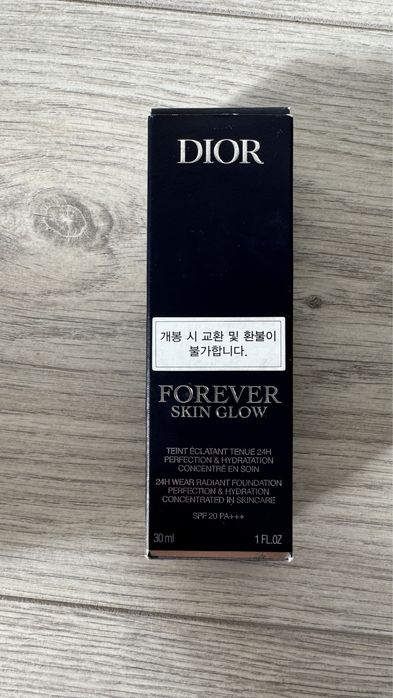 DIOR
개봉 시 교환 및 환불이
불가합니다.
FOREVER
SKIN GLOW
TEINT ÉCLATANT TENUE 24H
PERFECTION & HYDRATATION
CONCENTRÉ EN SOIN
24H WEAR RADIANT FOUNDATION
PERFECTION & HYDRATION
CONCENTRATED IN SKINCARE
SPF 20 PA+++
30 ml 1 FL.OZ